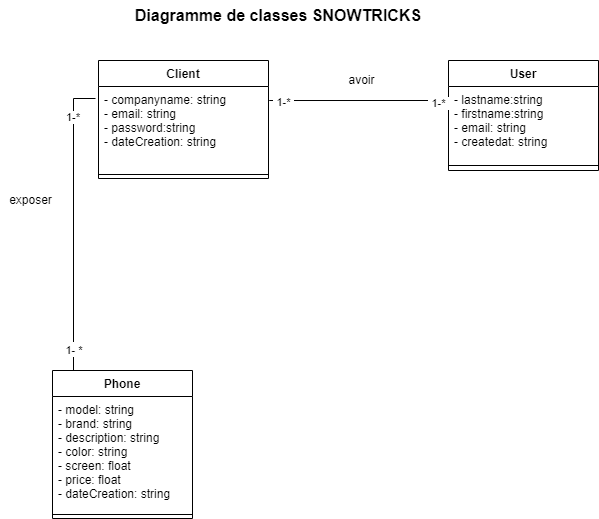 Diagramme de classes SNOWTRICKS
Client
- companyname: string
- email: string
- password:string
- dateCreation: string
1-*
avoir
1-*
User
- lastname:string
- firstname:string
- email: string
- createdat: string
1-*
exposer
1- *
Phone
- model: string
- brand: string
- description: string
- color: string
- screen: float
- price: float
- dateCreation: string